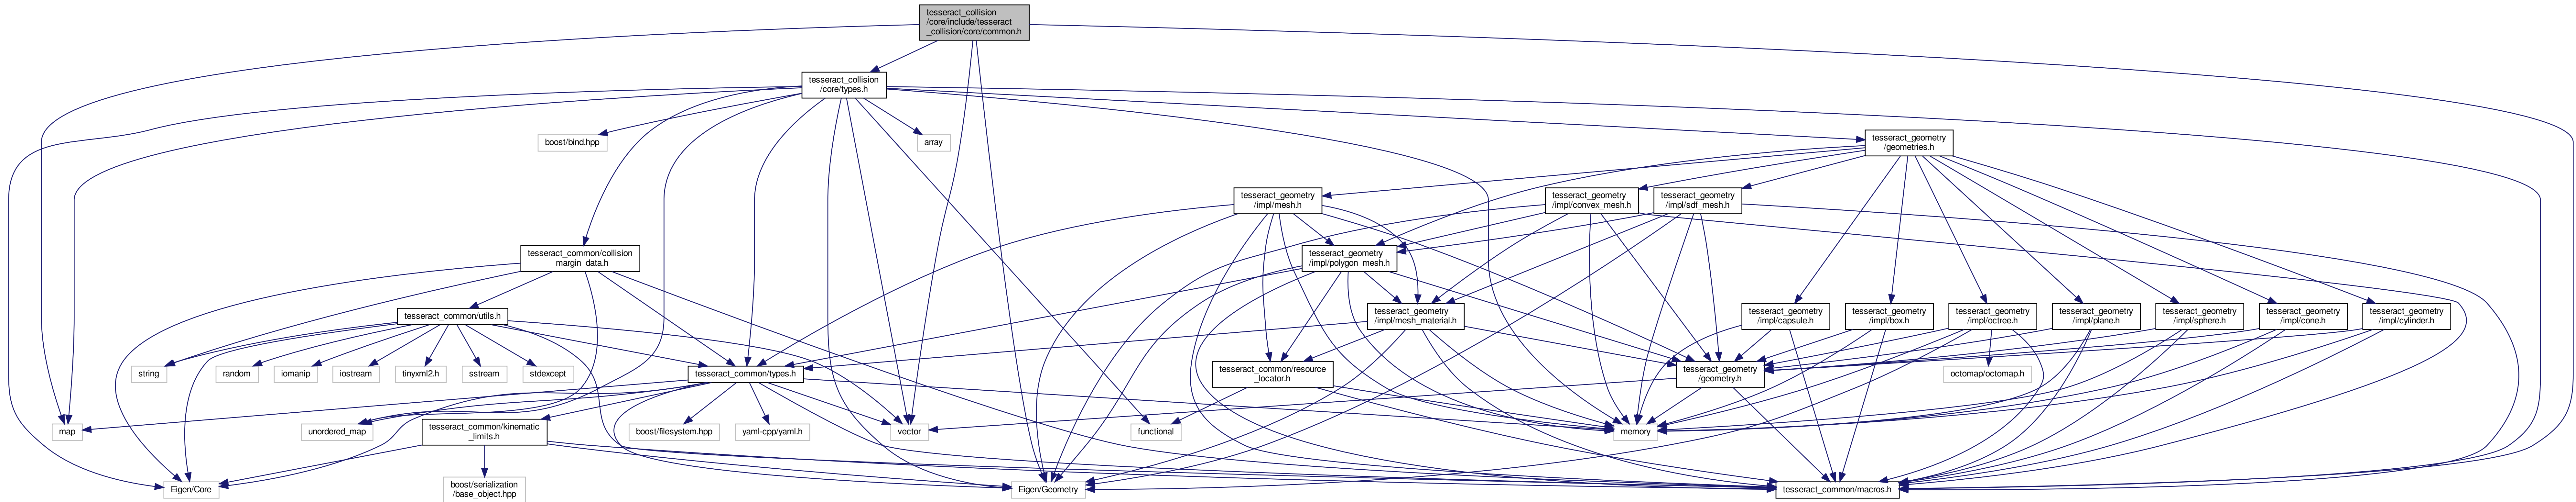 tesseract_collision
/core/include/tesseract
_collision/core/common.h
tesseract_collision
/core/types.h
boost/bind.hpp
array
tesseract_geometry
/geometries.h
tesseract_geometry
/impl/mesh.h
tesseract_geometry
/impl/convex_mesh.h
tesseract_geometry
/impl/sdf_mesh.h
tesseract_common/collision
_margin_data.h
tesseract_geometry
/impl/polygon_mesh.h
tesseract_common/utils.h
tesseract_geometry
/impl/mesh_material.h
tesseract_geometry
/impl/capsule.h
tesseract_geometry
/impl/box.h
tesseract_geometry
/impl/octree.h
tesseract_geometry
/impl/plane.h
tesseract_geometry
/impl/sphere.h
tesseract_geometry
/impl/cone.h
tesseract_geometry
/impl/cylinder.h
string
random
iomanip
iostream
tinyxml2.h
sstream
stdexcept
tesseract_common/types.h
tesseract_common/resource
_locator.h
tesseract_geometry
/geometry.h
octomap/octomap.h
map
unordered_map
tesseract_common/kinematic
_limits.h
boost/filesystem.hpp
yaml-cpp/yaml.h
vector
functional
memory
Eigen/Core
boost/serialization
/base_object.hpp
Eigen/Geometry
tesseract_common/macros.h